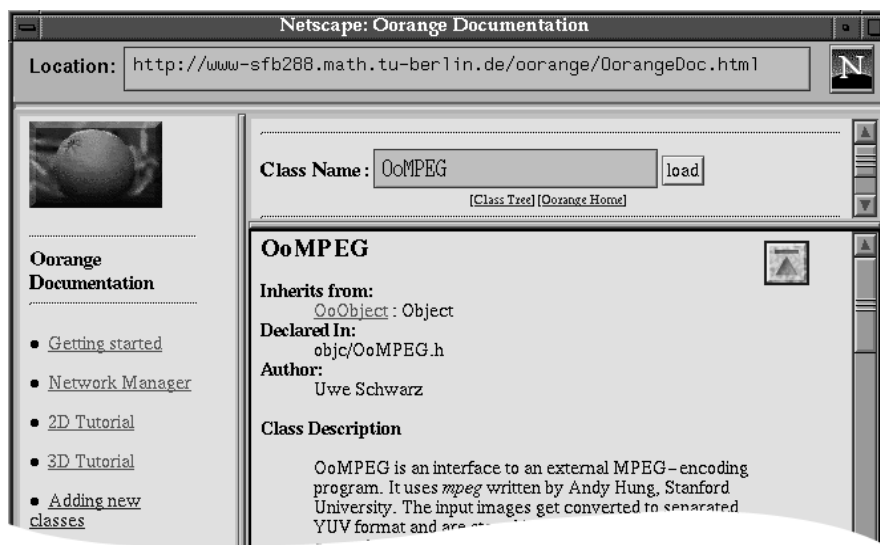 Netscape: Oorange Documentation
Location: http://www-sfb288.math.tu-berlin.de/oorange/OorangeDoc.html
N
Class Name : OoMPEG load
[Class Tree] [Oorange Home]
Oorange
Documentation
• Getting started
• Network Manager
• 2D Tutorial
• 3D Tutorial
• Adding new
classes
OoMPEG
Inherits from:
OoObject : Object
Declared In:
objc/OoMPEG.h
Author:
Uwe Schwarz
Class Description
OoMPEG is an interface to an external MPEG–encoding
program. It uses mpeg written by Andy Hung, Stanford
University. The input images get converted to separated
YUV format and are